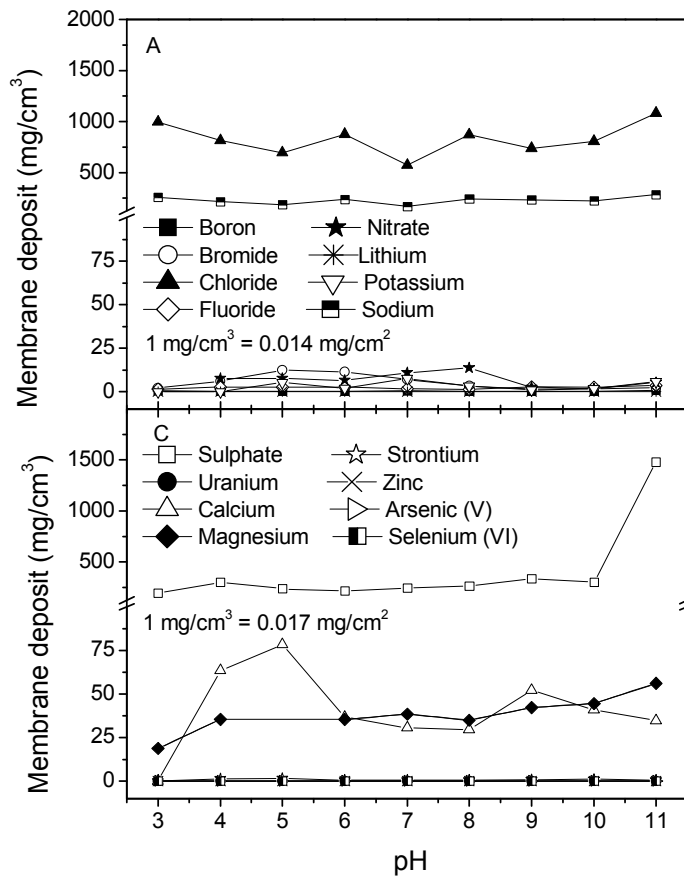 2000
A
1500
1000
500
75
50
25
0
Membrane deposit (mg/cm³)
Boron
Nitrate
Bromide
Lithium
Chloride
Potassium
Fluoride
Sodium
1 mg/cm³ = 0.014 mg/cm²
C
1500
1000
500
75
50
25
0
Membrane deposit (mg/cm³)
Sulphate
Strontium
Uranium
Zinc
Calcium
Arsenic (V)
Magnesium
Selenium (VI)
1 mg/cm³ = 0.017 mg/cm²
3 4 5 6 7 8 9 10 11
pH